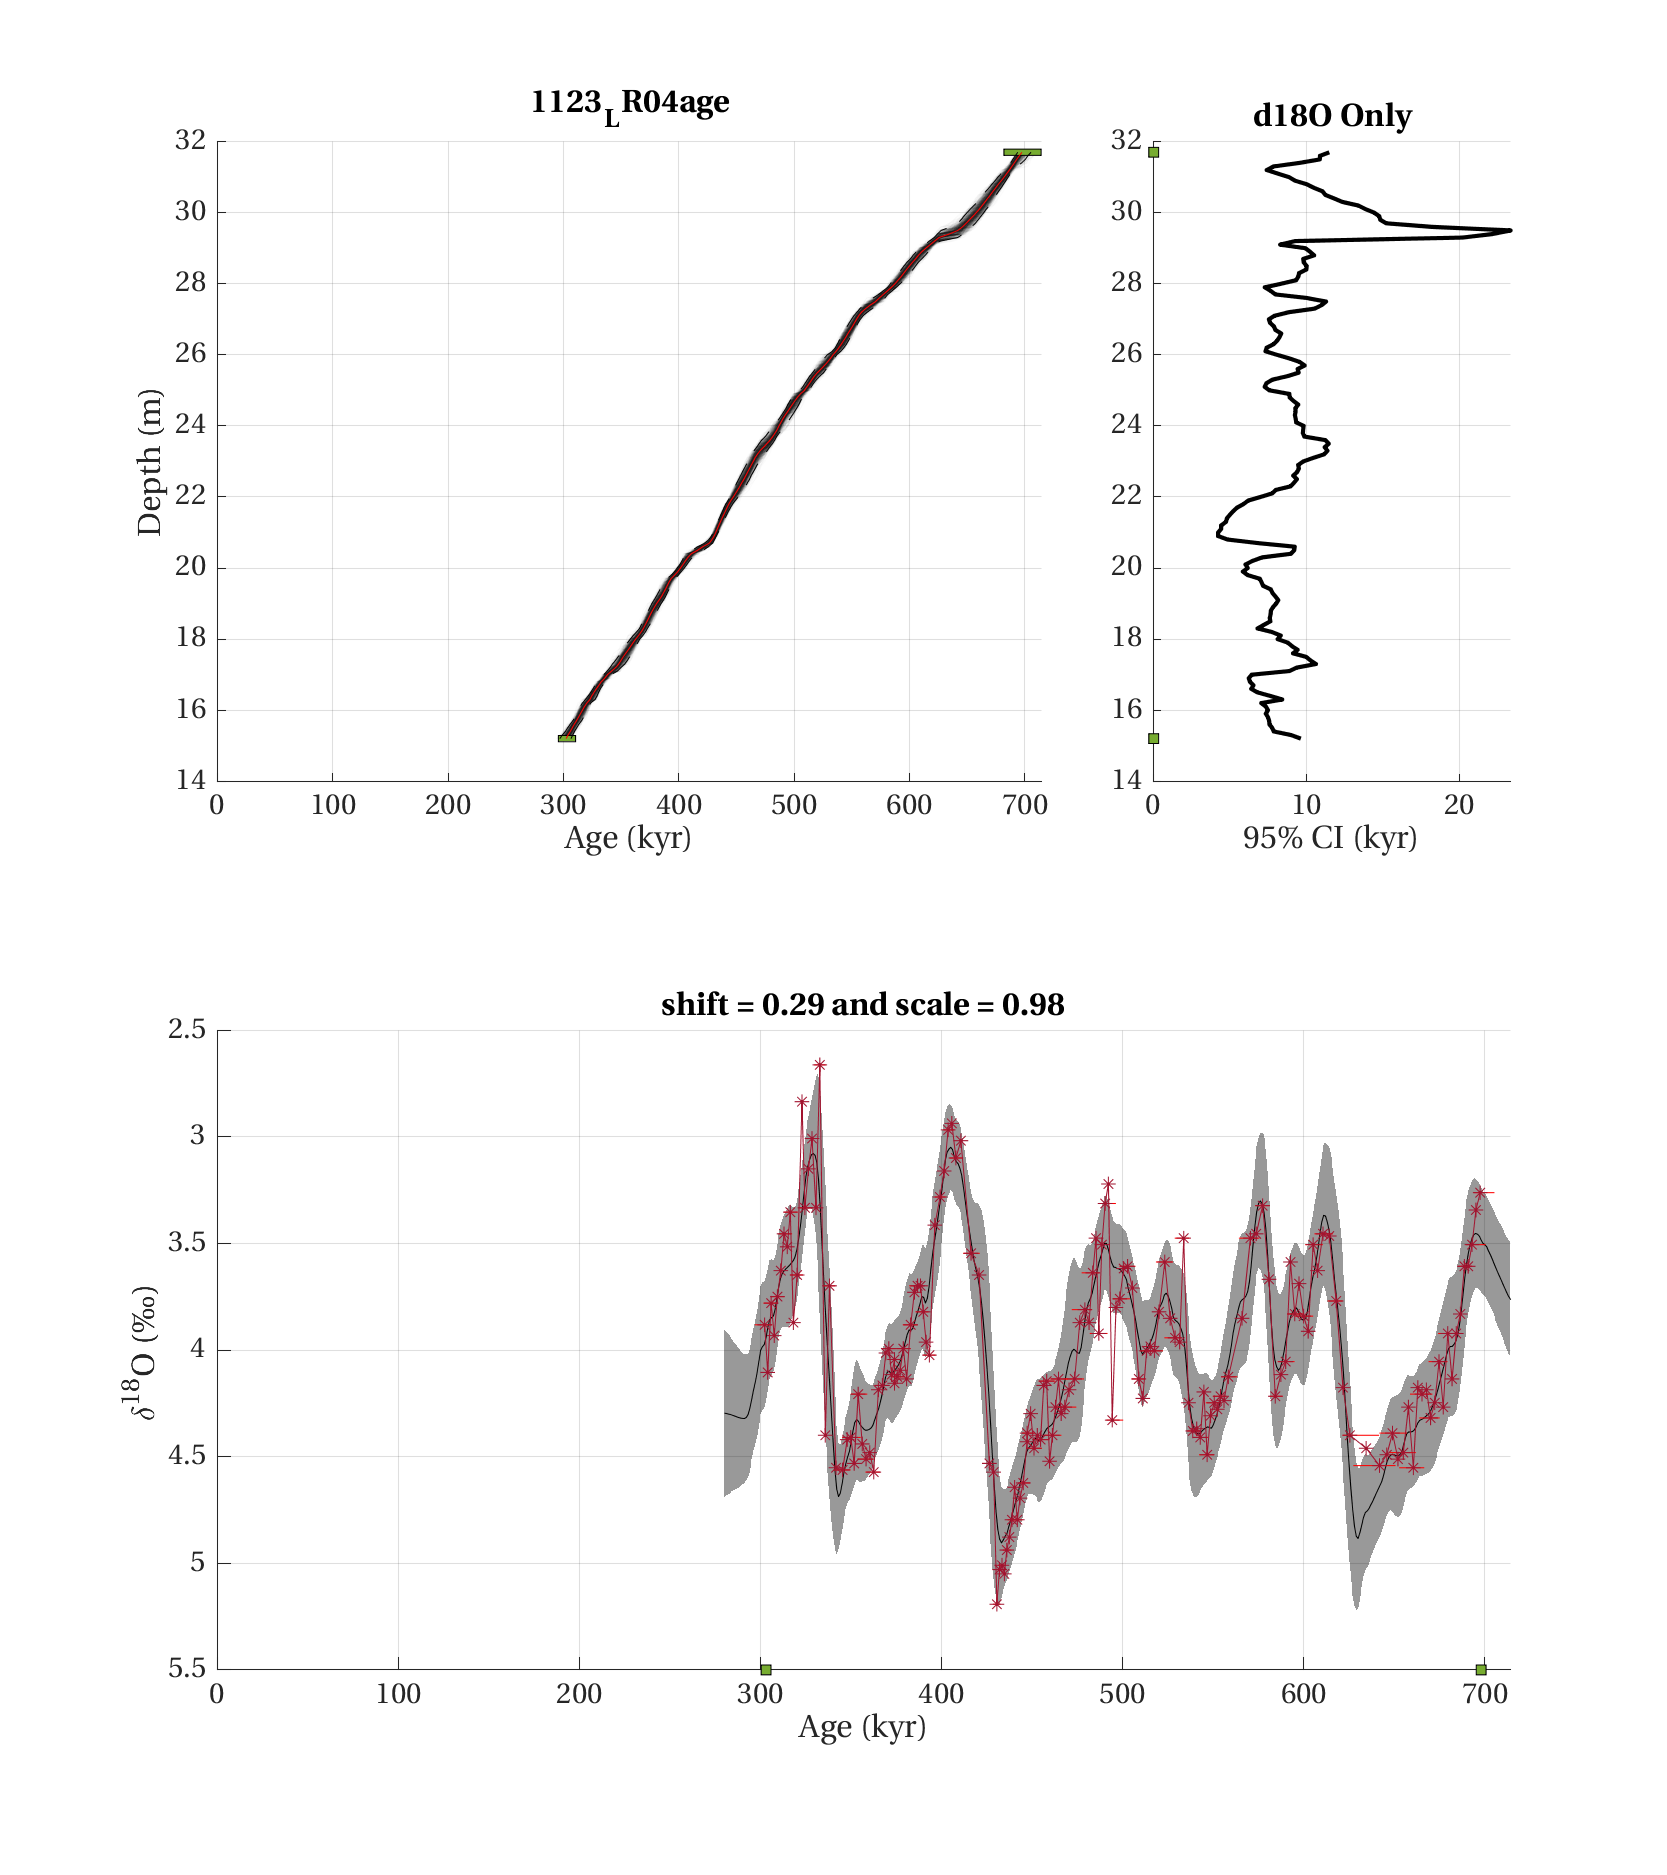 1123LR04age
32
30
28
26
24
22
20
18
16
14
Depth (m)
0 100 200 300 400 500 600 700
Age (kyr)
d18O Only
32
30
28
26
24
22
20
18
16
14
0 10 20
95% CI (kyr)
shift = 0.29 and scale = 0.98
2.5
3
3.5
4
4.5
5
5.5
δ18O (‰)
0 100 200 300 400 500 600 700
Age (kyr)